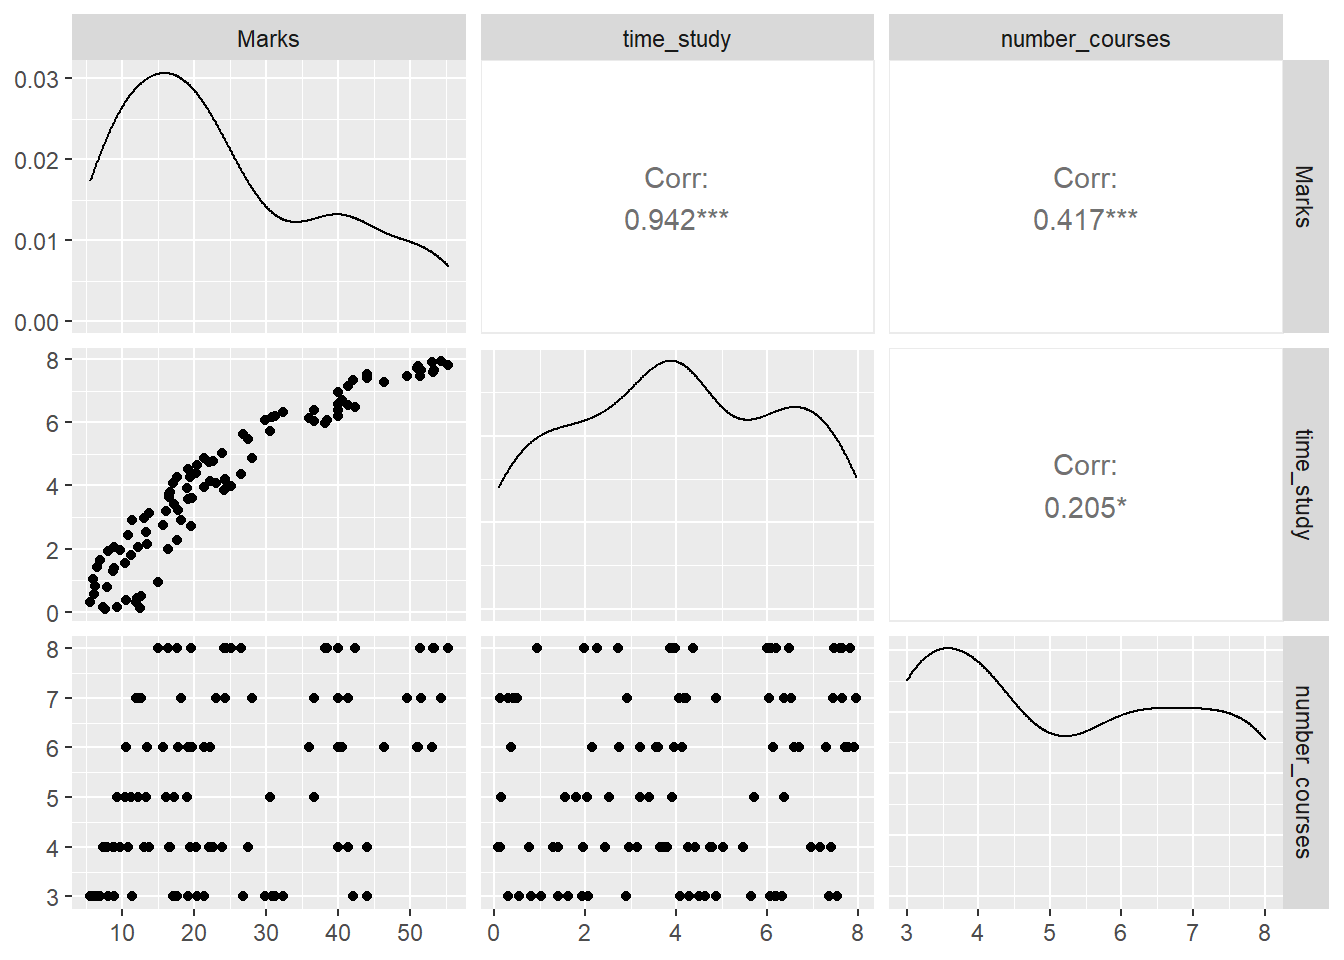 Marks
time_study
number_courses
0.03
0.02
0.01
0.00
Corr:
0.942***
Corr:
0.417***
Marks
8
6
4
2
0
Corr:
0.205*
time_study
8
7
6
5
4
3
number_courses
10 20 30 40 50
0 2 4 6 8
3 4 5 6 7 8